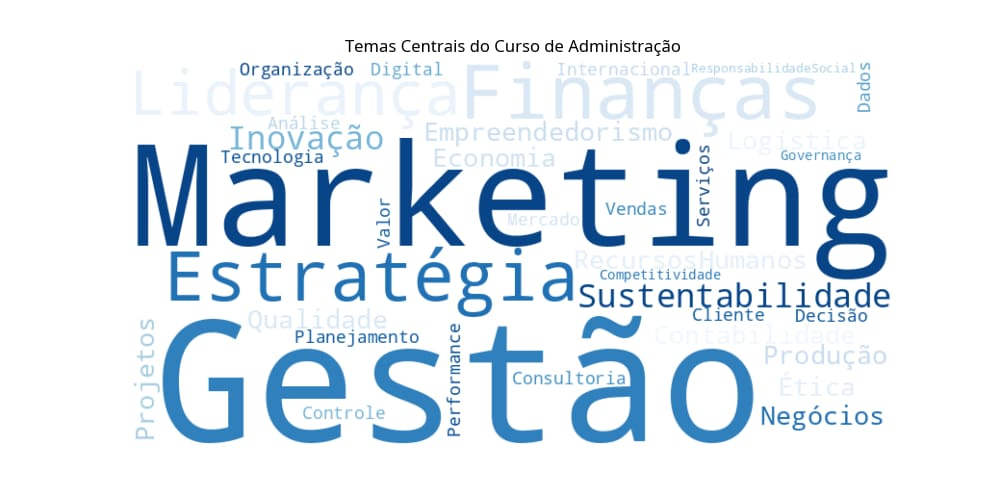 Temas Centrais do Curso de Administração
Organização
Digital
Internacional
ResponsabilidadeSocial
Dados
Liderança
Finanças
Análise
Inovação
Empreendedorismo
Logística
Tecnologia
Economia
Governança
Marketing
Serviços
Valor
Mercado
Vendas
Estratégia
RecursosHumanos
Competitividade
Sustentabilidade
Qualidade
Cliente
Decisão
Projetos
Planejamento
Performance
Contabilidade
Produção
Gestão
Consultoria
Ética
Controle
Negócios